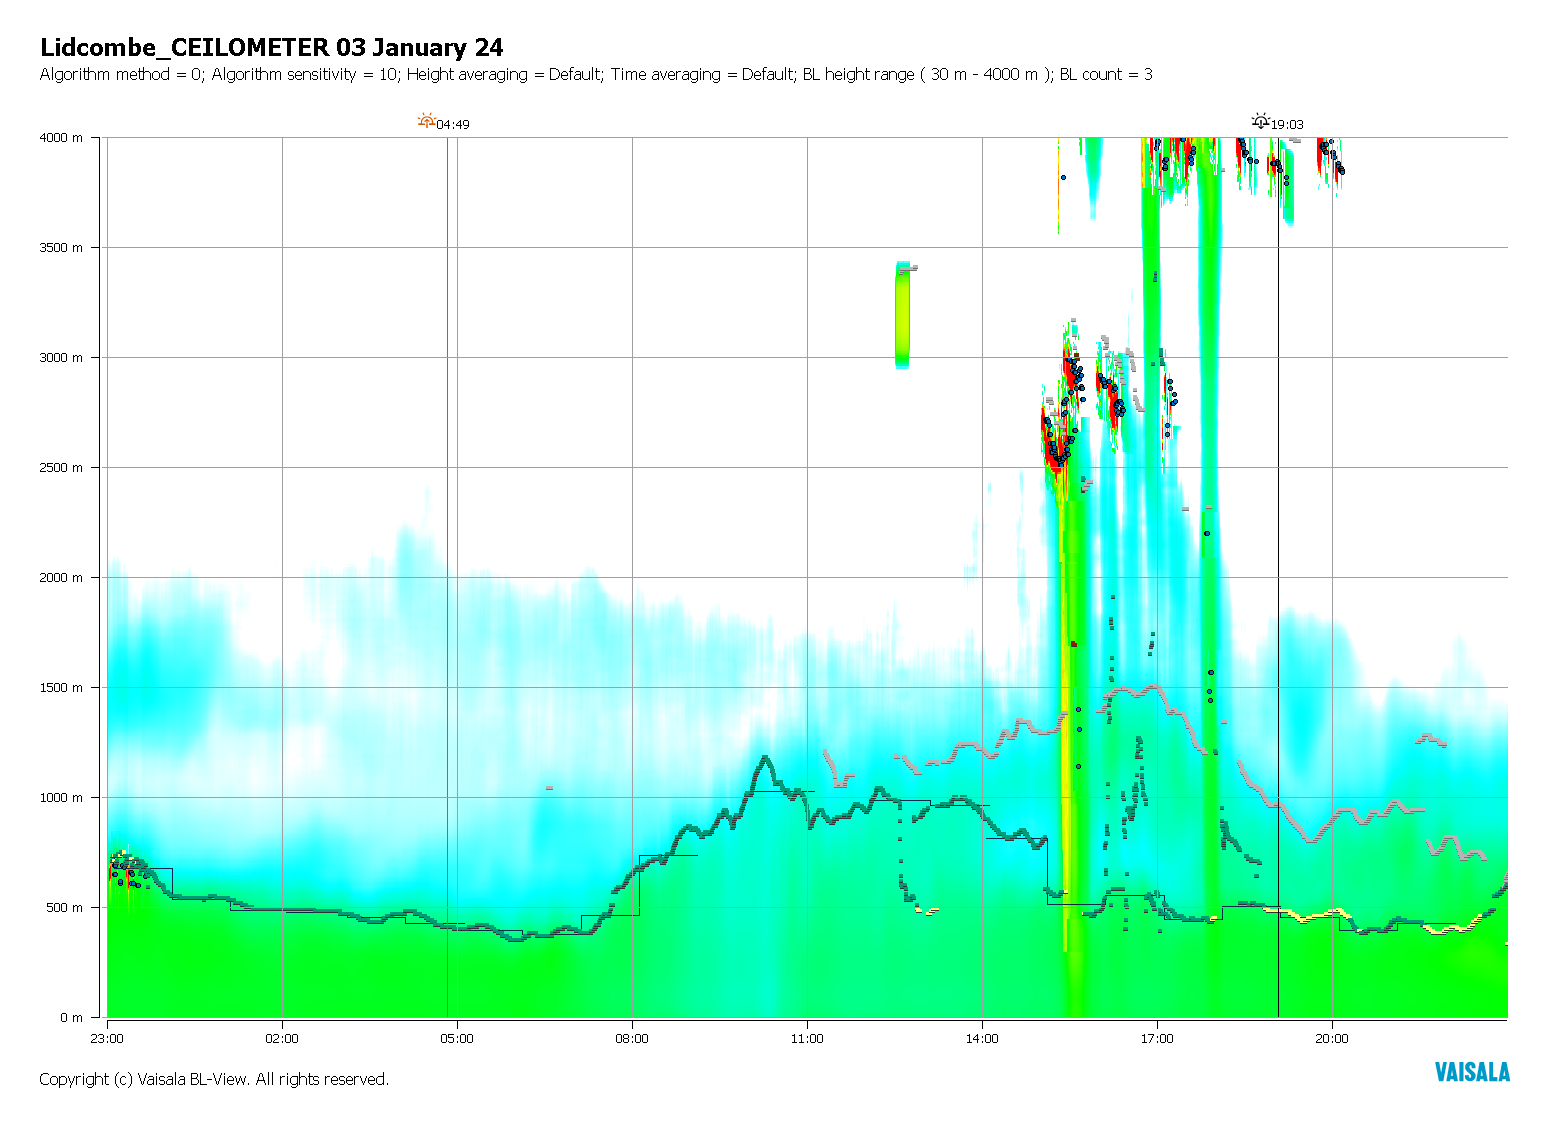 Lidcombe_CEILOMETER 03 January 24
Algorithm method = 0; Algorithm sensitivity = 10; Height averaging = Default; Time averaging = Default; BL height range ( 30 m - 4000 m ); BL count = 3
04:49
19:03
4000 m
3500 m
3000 m
2500 m
2000 m
1500 m
1000 m
500 m
0 m
23:00
02:00
05:00
08:00
11:00
14:00
17:00
20:00
Copyright (c) Vaisala BL-View. All rights reserved.
VAISALA